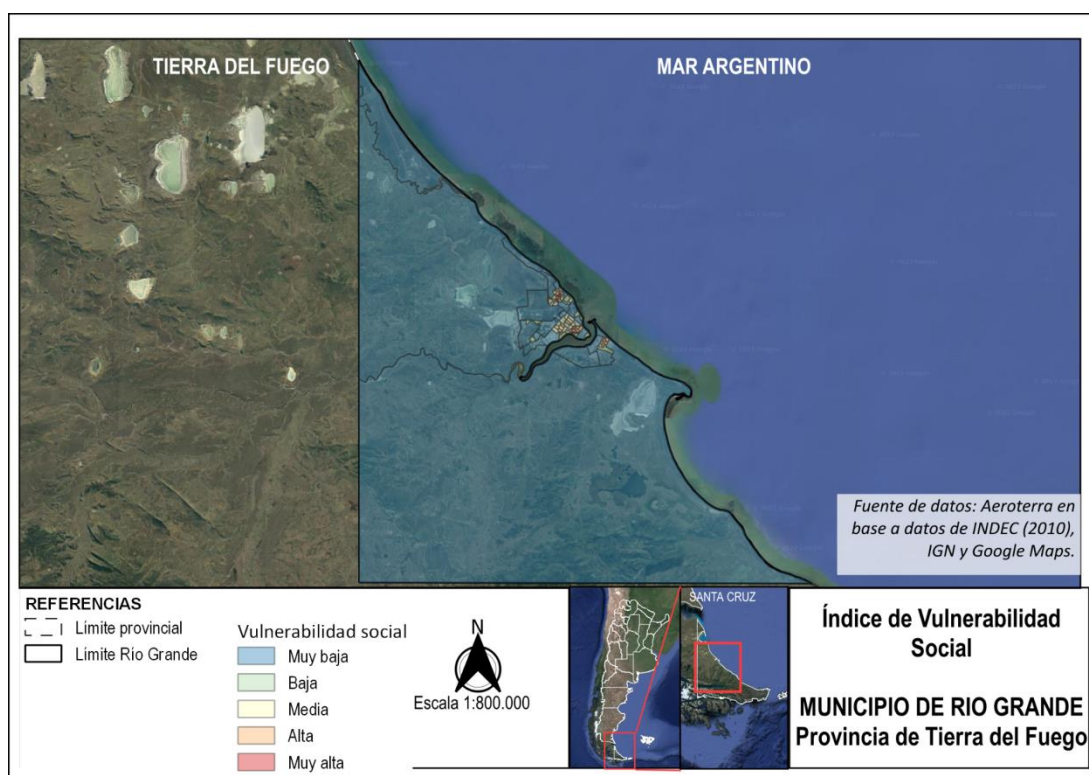 TIERRA DEL FUEGO
MAR ARGENTINO
Fuente de datos: Aeroterra en
base a datos de INDEC (2010),
IGN y Google Maps.
REFERENCIAS
Límite provincial
Límite Río Grande
Vulnerabilidad social
Muy baja
Baja
Media
Alta
Muy alta
N
Escala 1:800.000
SANTA CRUZ
Índice de Vulnerabilidad
Social
MUNICIPIO DE RIO GRANDE
Provincia de Tierra del Fuego